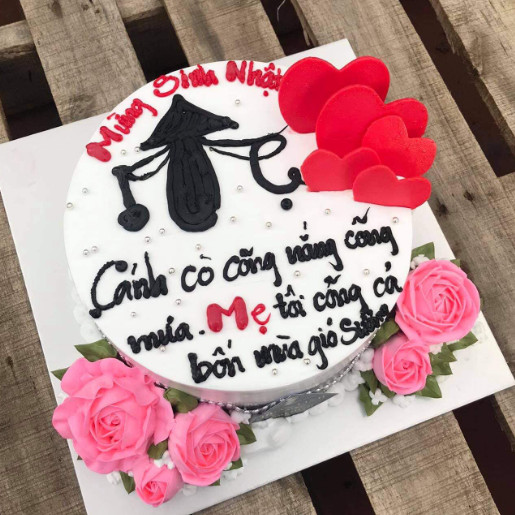 Mừng Sinh Nhật
Mẹ
Cánh cò cõng nắng cõng
mưa. Mẹ tôi cõng cả
bốn mùa gió sương